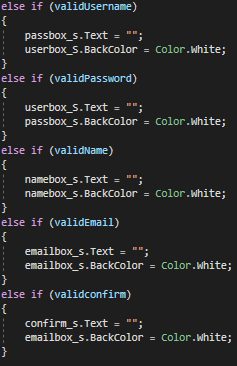 else if (validUsername)
{
passbox_s.Text = "";
userbox_s.BackColor = Color.White;
}
else if (validPassword)
{
userbox_s.Text = "";
passbox_s.BackColor = Color.White;
}
else if (validName)
{
namebox_s.Text = "";
namebox_s.BackColor = Color.White;
}
else if (validEmail)
{
emailbox_s.Text = "";
emailbox_s.BackColor = Color.White;
}
else if (validconfirm)
{
confirm_s.Text = "";
emailbox_s.BackColor = Color.White;
}